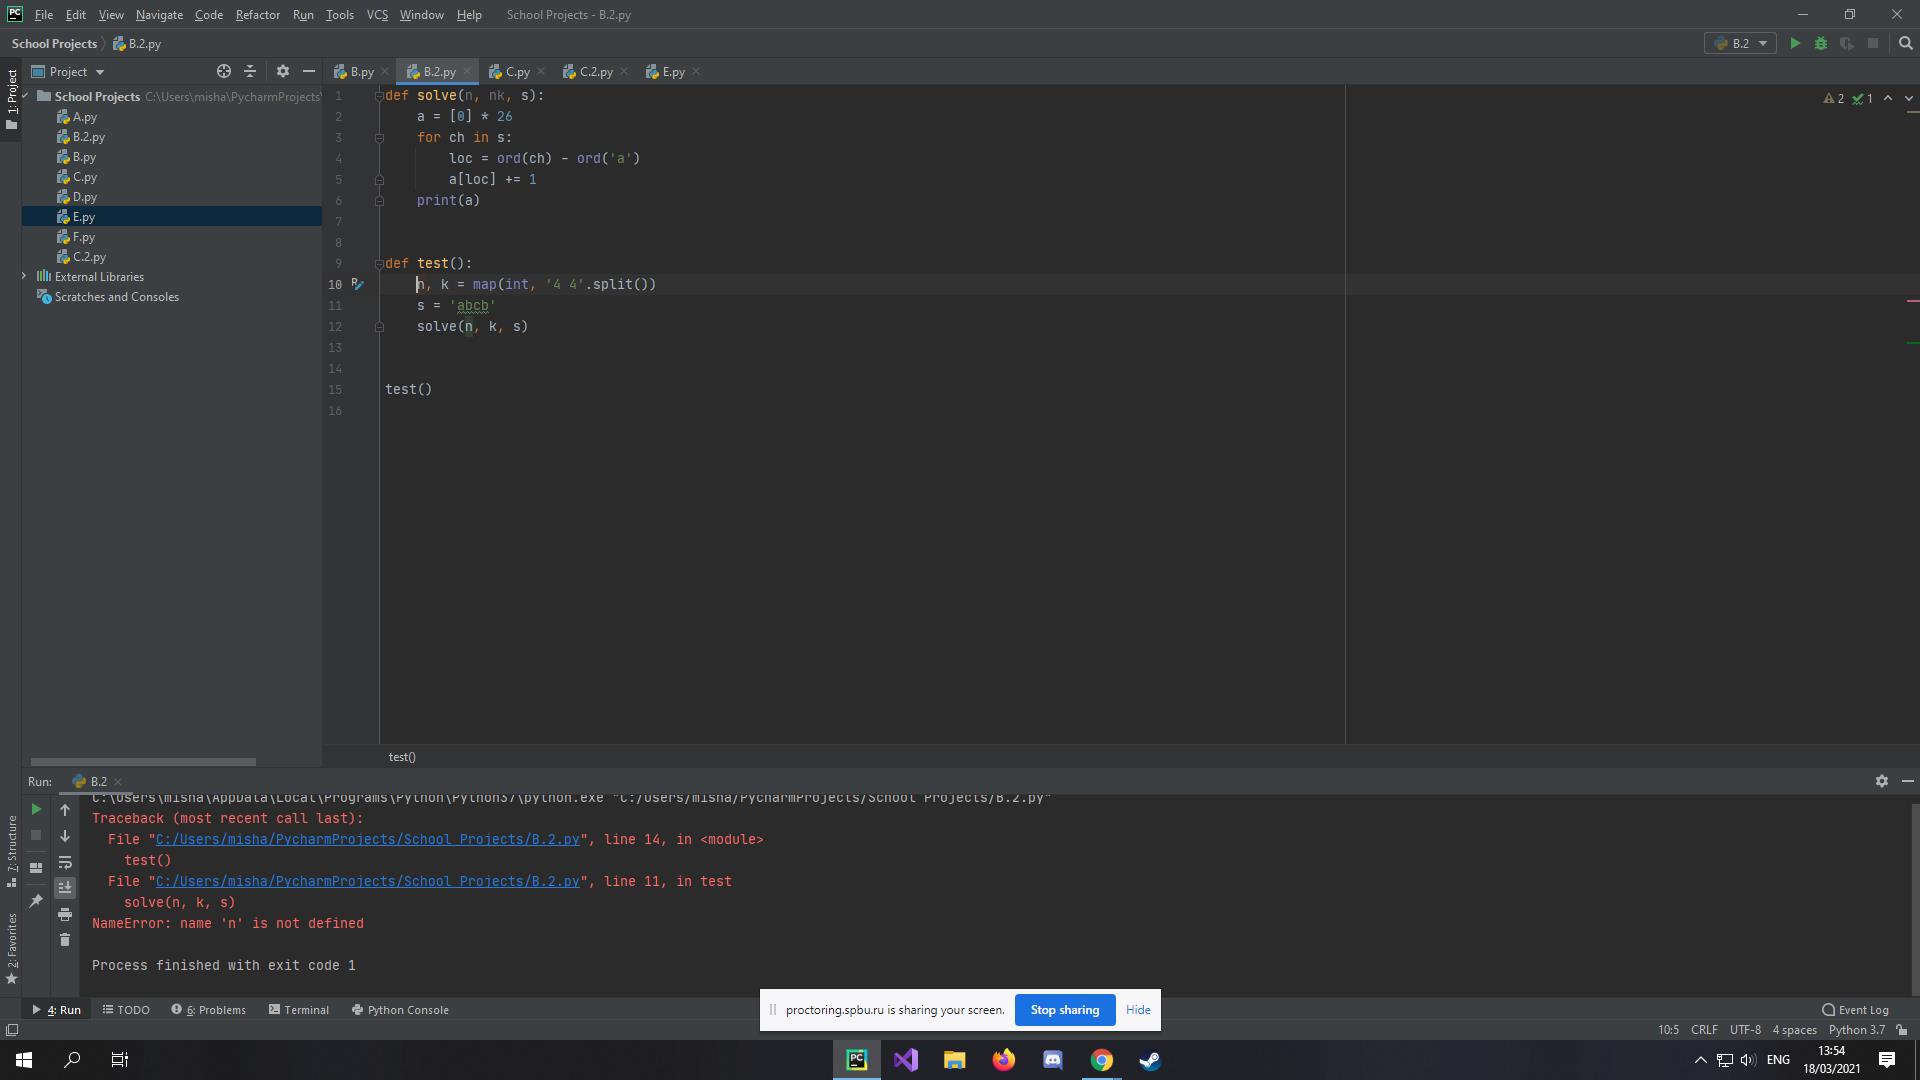 PC File Edit View Navigate Code Refactor Run Tools VCS Window Help School Projects - B.2.py
School Projects B.2.py B.2
1: Project
Project B.py B.2.py C.py C.2.py E.py
School Projects C:\Users\misha\PycharmProjects\
A.py
B.2.py
B.py
C.py
D.py
E.py
F.py
C.2.py
External Libraries
Scratches and Consoles
2 1
1 def solve(n, nk, s):
2 a = [0] * 26
3 for ch in s:
4 loc = ord(ch) - ord('a')
5 a[loc] += 1
6 print(a)
7
8
9 def test():
10 n, k = map(int, '4 4'.split())
11 s = 'abcb'
12 solve(n, k, s)
13
14
15 test()
16
test()
Run: B.2
C:\Users\misha\AppData\Local\Programs\Python\Python37\python.exe "C:/Users/misha/PycharmProjects/School Projects/B.2.py"
Traceback (most recent call last):
File "C:/Users/misha/PycharmProjects/School Projects/B.2.py", line 14, in <module>
test()
File "C:/Users/misha/PycharmProjects/School Projects/B.2.py", line 11, in test
solve(n, k, s)
NameError: name 'n' is not defined
Process finished with exit code 1
7: Structure
2: Favorites
4: Run TODO 6: Problems Terminal Python Console Event Log
proctoring.spbu.ru is sharing your screen. Stop sharing Hide
10:5 CRLF UTF-8 4 spaces Python 3.7
PC ENG 13:54
18/03/2021